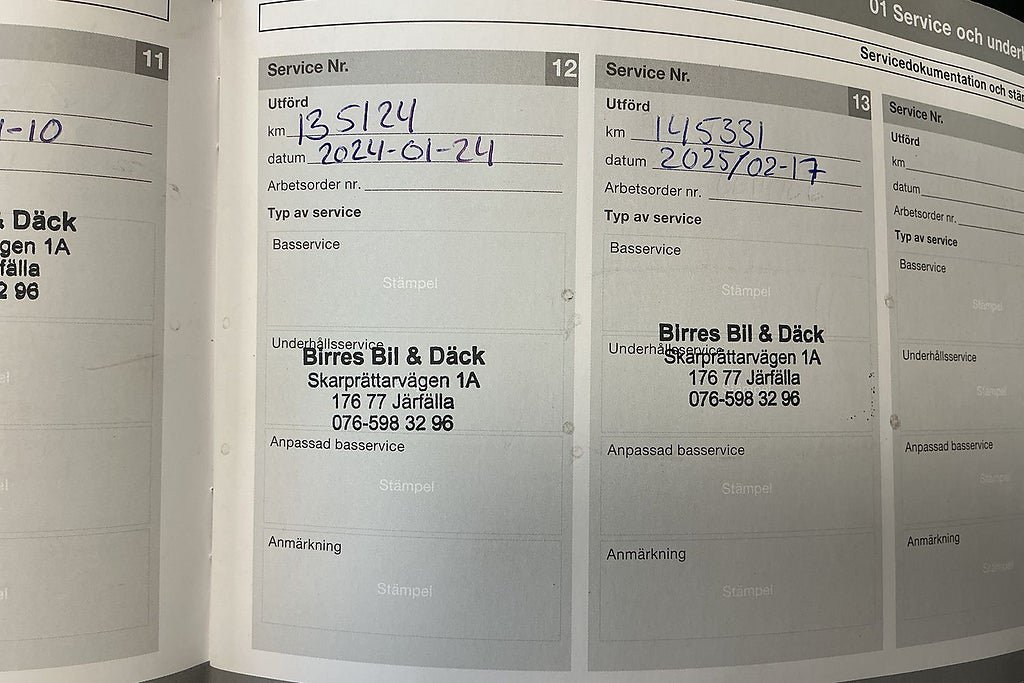 01 Service och
Servicedokumentation och
11
1-10
& Däck
1A
2 96
Service Nr. 12
Utförd
km 135124
datum 2024-01-24
Arbetsorder nr.
Typ av service
Basservice
Stämpel
Underhållsservice
Birres Bil & Däck
Skarprättarvägen 1A
176 77 Järfälla
076-598 32 96
Anpassad basservice
Stämpel
Anmärkning
Stämpel
Service Nr. 13
Utförd
km 145331
datum 2025/02-17
Arbetsorder nr.
Typ av service
Basservice
Stämpel
Underhållsservice
Birres Bil & Däck
Skarprättarvägen 1A
176 77 Järfälla
076-598 32 96
Anpassad basservice
Stämpel
Anmärkning
Stämpel
Service Nr.
Utförd
km
datum
Arbetsorder nr.
Typ av service
Basservice
Stämpel
Underhållsservice
Stämpel
Anpassad basservice
Stämpel
Anmärkning
Stämpel